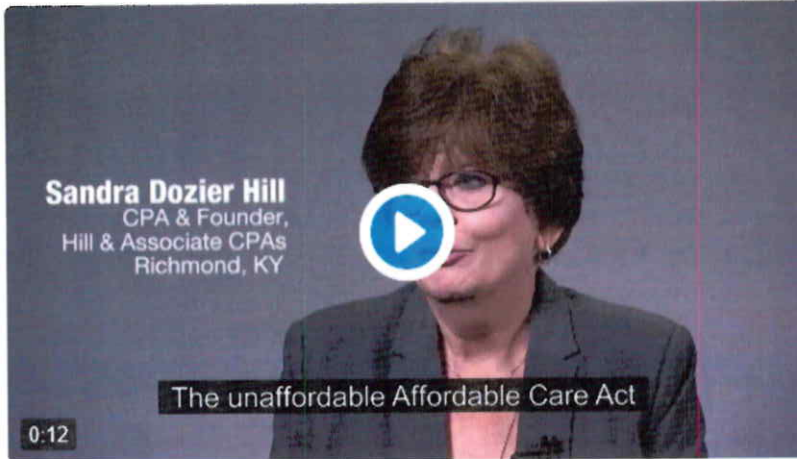 Sandra Dozier Hill
CPA & Founder,
Hill & Associate CPAs
Richmond, KY
The unaffordable Affordable Care Act
0:12